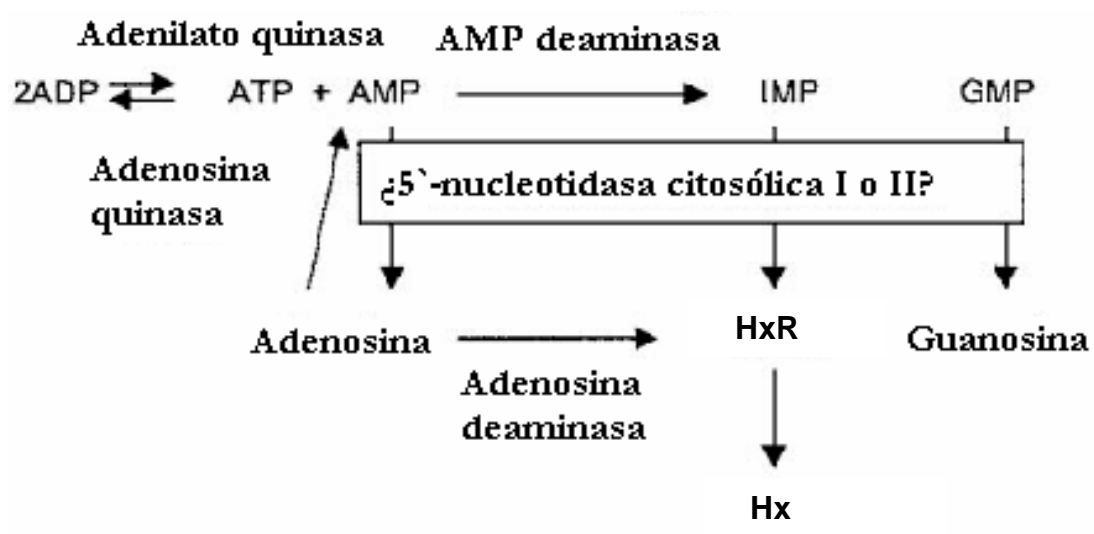 Adenilato quinasa
AMP deaminasa
2ADP
ATP + AMP
IMP
GMP
Adenosina
quinasa
¿5`-nucleotidasa citosólica I o II?
Adenosina
HxR
Guanosina
Adenosina
deaminasa
Hx